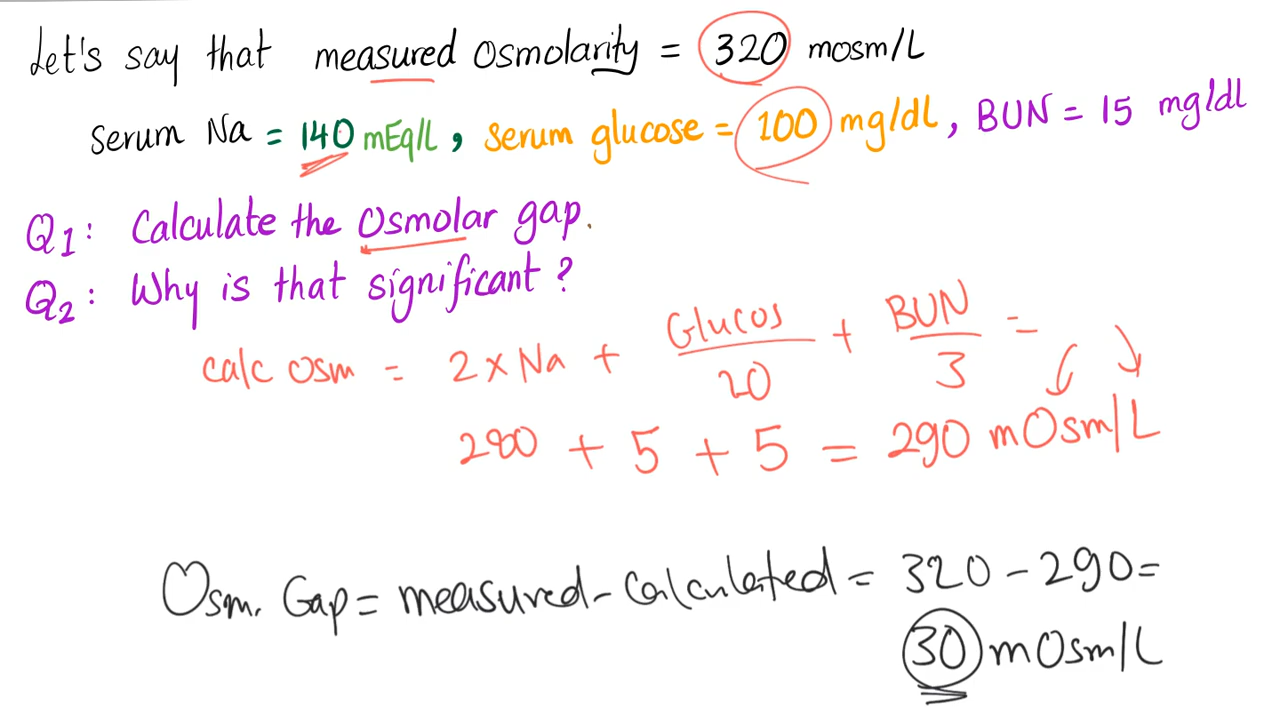 Let's say that measured Osmolarity = 320 mosm/L
Serum Na = 140 mEq/L, serum glucose = 100 mg/dL, BUN = 15 mg/dl
Q1: Calculate the Osmolar gap.
Q2: Why is that significant?
calc osm = 2 x Na + Glucos/20 + BUN/3 =
280 + 5 + 5 = 290 mOsm/L
Osm. Gap = measured - Calculated = 320 - 290 =
30 mOsm/L